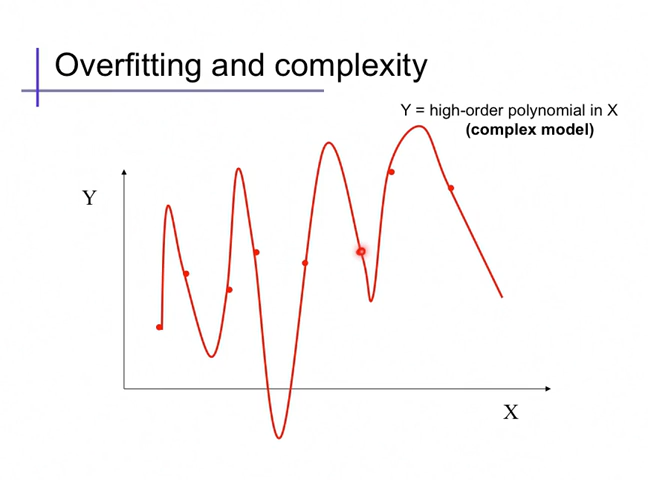 Overfitting and complexity
Y = high-order polynomial in X
(complex model)
Y
X